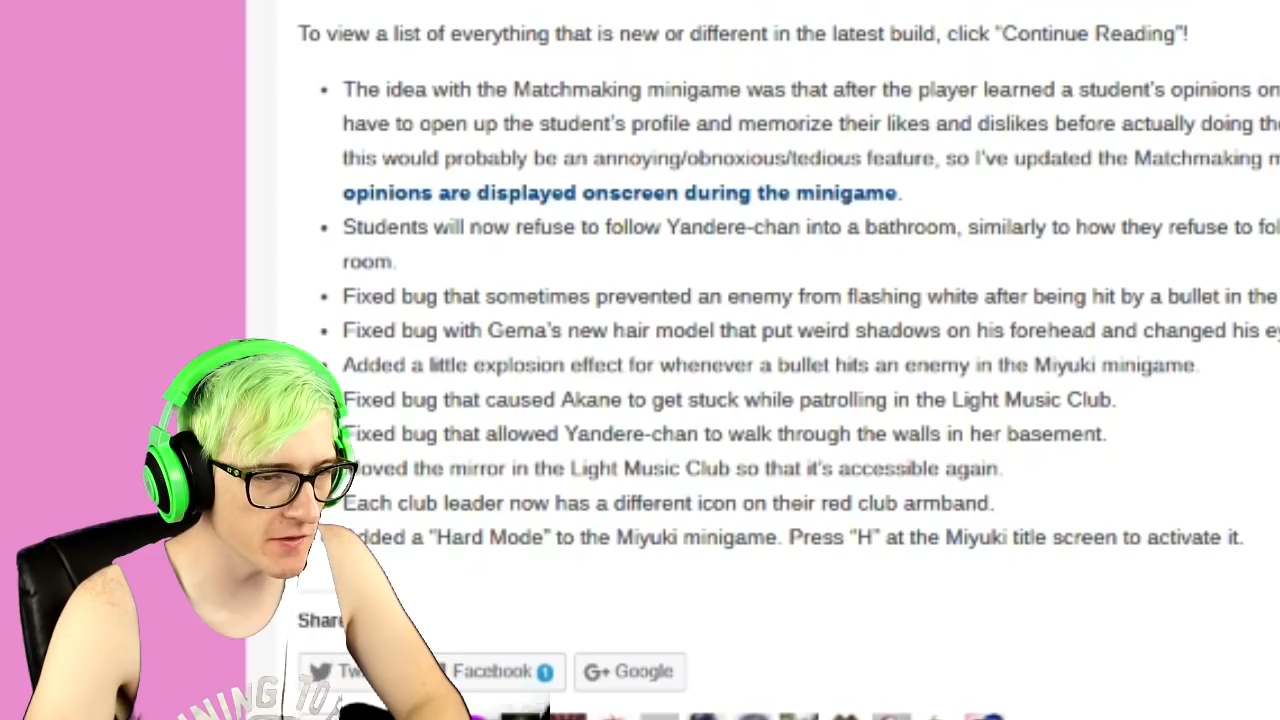 To view a list of everything that is new or different in the latest build, click "Continue Reading"!
• The idea with the Matchmaking minigame was that after the player learned a student's opinions on
have to open up the student's profile and memorize their likes and dislikes before actually doing the
this would probably be an annoying/obnoxious/tedious feature, so I've updated the Matchmaking
opinions are displayed onscreen during the minigame.
• Students will now refuse to follow Yandere-chan into a bathroom, similarly to how they refuse to
room.
• Fixed bug that sometimes prevented an enemy from flashing white after being hit by a bullet in the
• Fixed bug with Gema's new hair model that put weird shadows on his forehead and changed his
Added a little explosion effect for whenever a bullet hits an enemy in the Miyuki minigame.
Fixed bug that caused Akane to get stuck while patrolling in the Light Music Club.
Fixed bug that allowed Yandere-chan to walk through the walls in her basement.
oved the mirror in the Light Music Club so that it's accessible again.
Each club leader now has a different icon on their red club armband.
dded a "Hard Mode" to the Miyuki minigame. Press "H" at the Miyuki title screen to activate it.
Share
Tw Facebook 1 G+ Google
NING TO